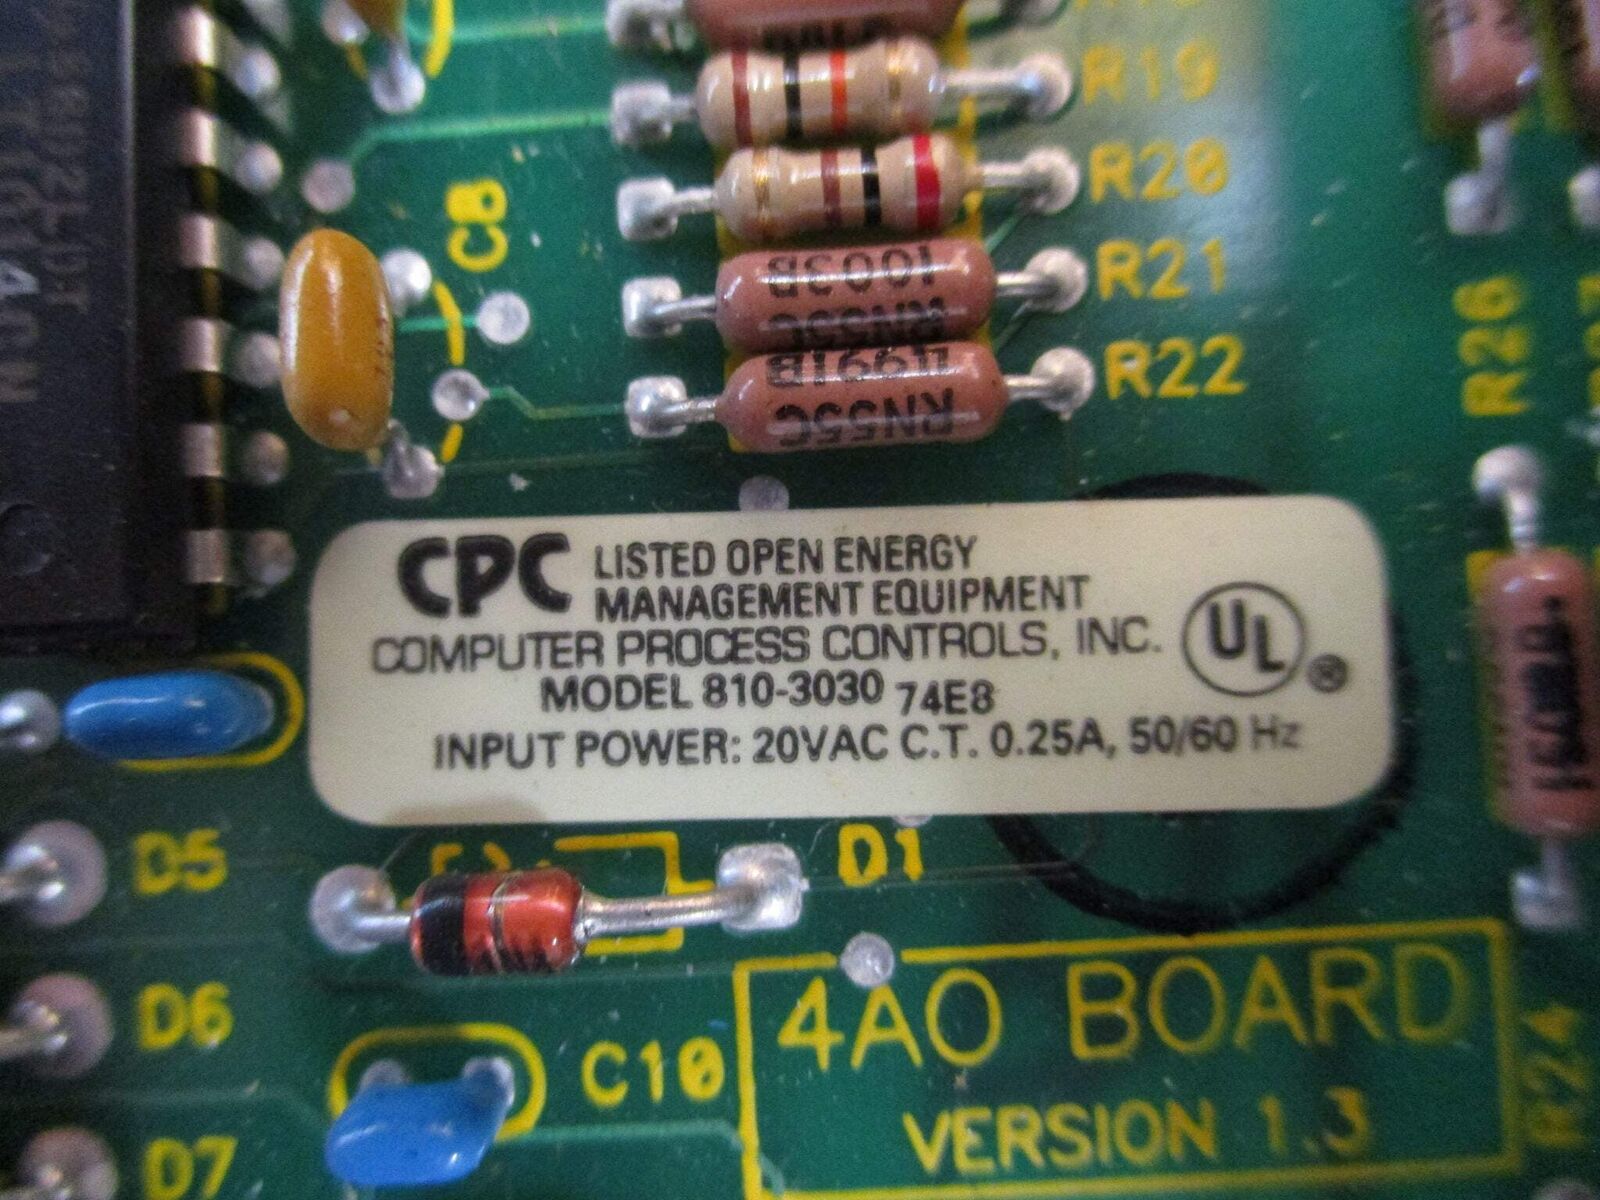 R19
R20
C8
1003B
RN55C
R21
4991B
RN55C
R22
R26
CPC LISTED OPEN ENERGY
MANAGEMENT EQUIPMENT
COMPUTER PROCESS CONTROLS, INC.
UL ®
MODEL 810-3030 74E8
INPUT POWER: 20VAC C.T. 0.25A, 50/60 Hz
D5
D1
D6
4AO BOARD
VERSION 1.3
C10
R24
D7